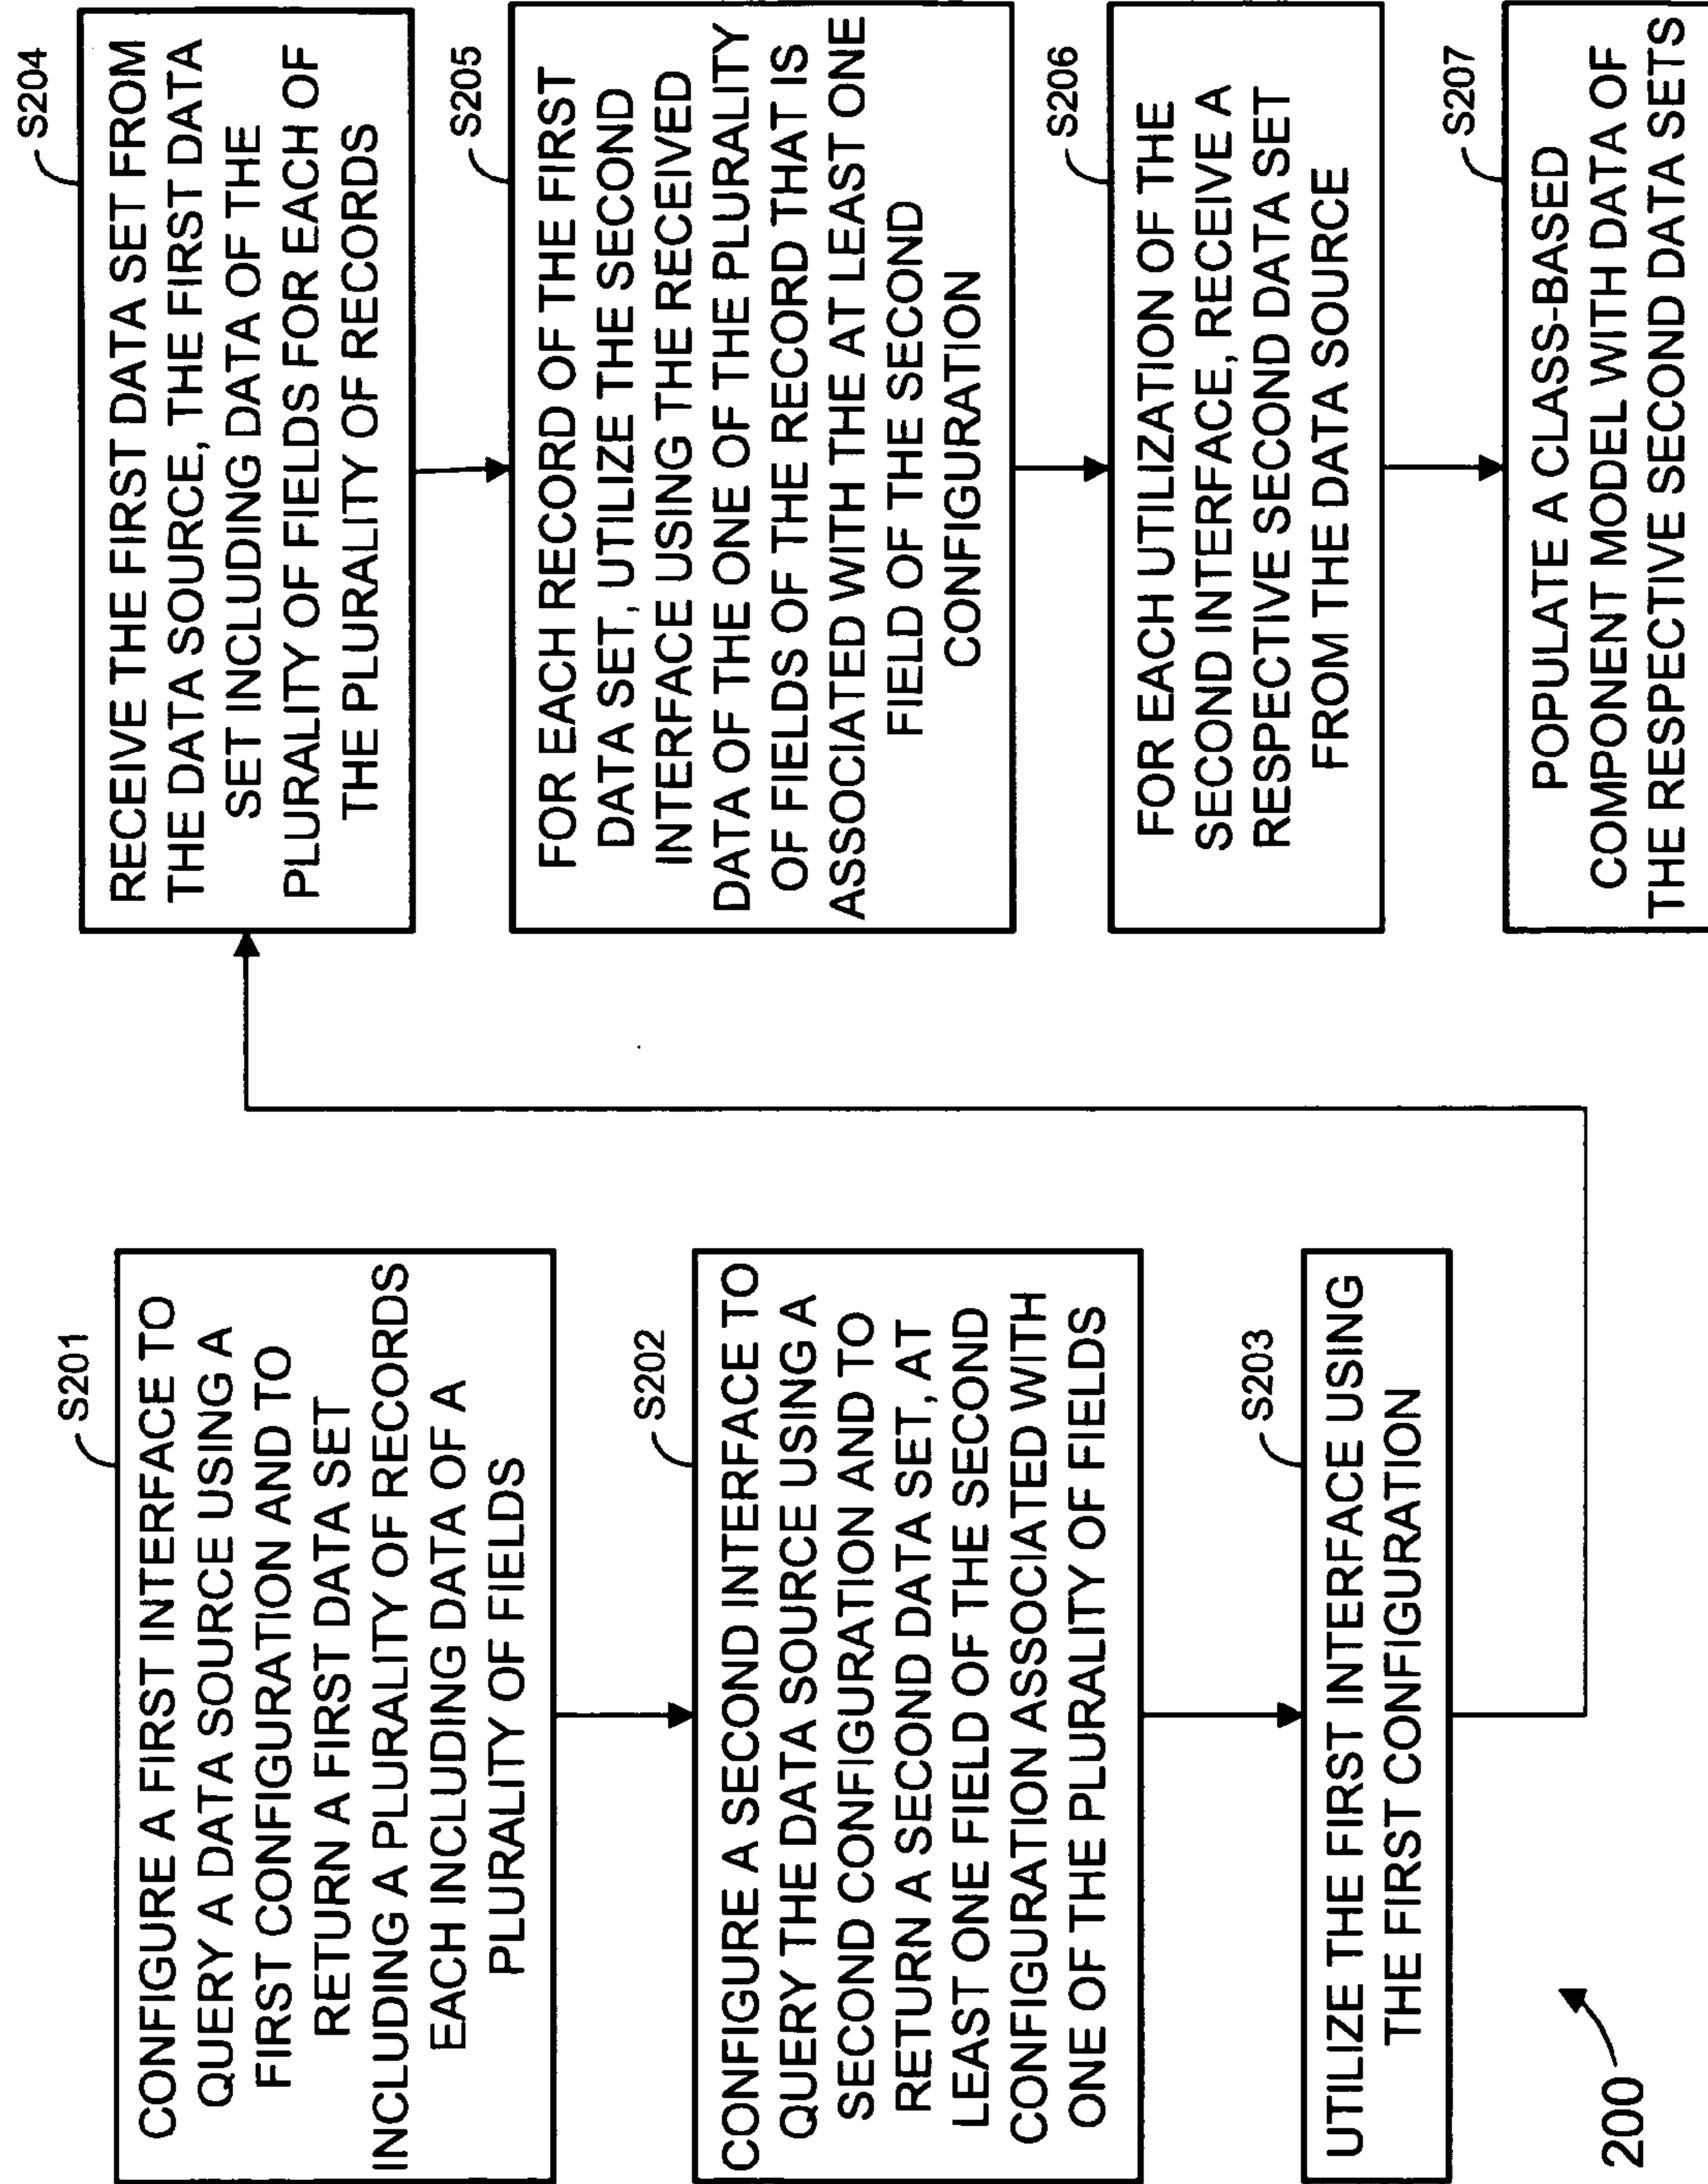 S201
CONFIGURE A FIRST INTERFACE TO
QUERY A DATA SOURCE USING A
FIRST CONFIGURATION AND TO
RETURN A FIRST DATA SET
INCLUDING A PLURALITY OF RECORDS
EACH INCLUDING DATA OF A
PLURALITY OF FIELDS
S202
CONFIGURE A SECOND INTERFACE TO
QUERY THE DATA SOURCE USING A
SECOND CONFIGURATION AND TO
RETURN A SECOND DATA SET, AT
LEAST ONE FIELD OF THE SECOND
CONFIGURATION ASSOCIATED WITH
ONE OF THE PLURALITY OF FIELDS
S203
UTILIZE THE FIRST INTERFACE USING
THE FIRST CONFIGURATION
200
S204
RECEIVE THE FIRST DATA SET FROM
THE DATA SOURCE, THE FIRST DATA
SET INCLUDING DATA OF THE
PLURALITY OF FIELDS FOR EACH OF
THE PLURALITY OF RECORDS
S205
FOR EACH RECORD OF THE FIRST
DATA SET, UTILIZE THE SECOND
INTERFACE USING THE RECEIVED
DATA OF THE ONE OF THE PLURALITY
OF FIELDS OF THE RECORD THAT IS
ASSOCIATED WITH THE AT LEAST ONE
FIELD OF THE SECOND
CONFIGURATION
S206
FOR EACH UTILIZATION OF THE
SECOND INTERFACE, RECEIVE A
RESPECTIVE SECOND DATA SET
FROM THE DATA SOURCE
S207
POPULATE A CLASS-BASED
COMPONENT MODEL WITH DATA OF
THE RESPECTIVE SECOND DATA SETS